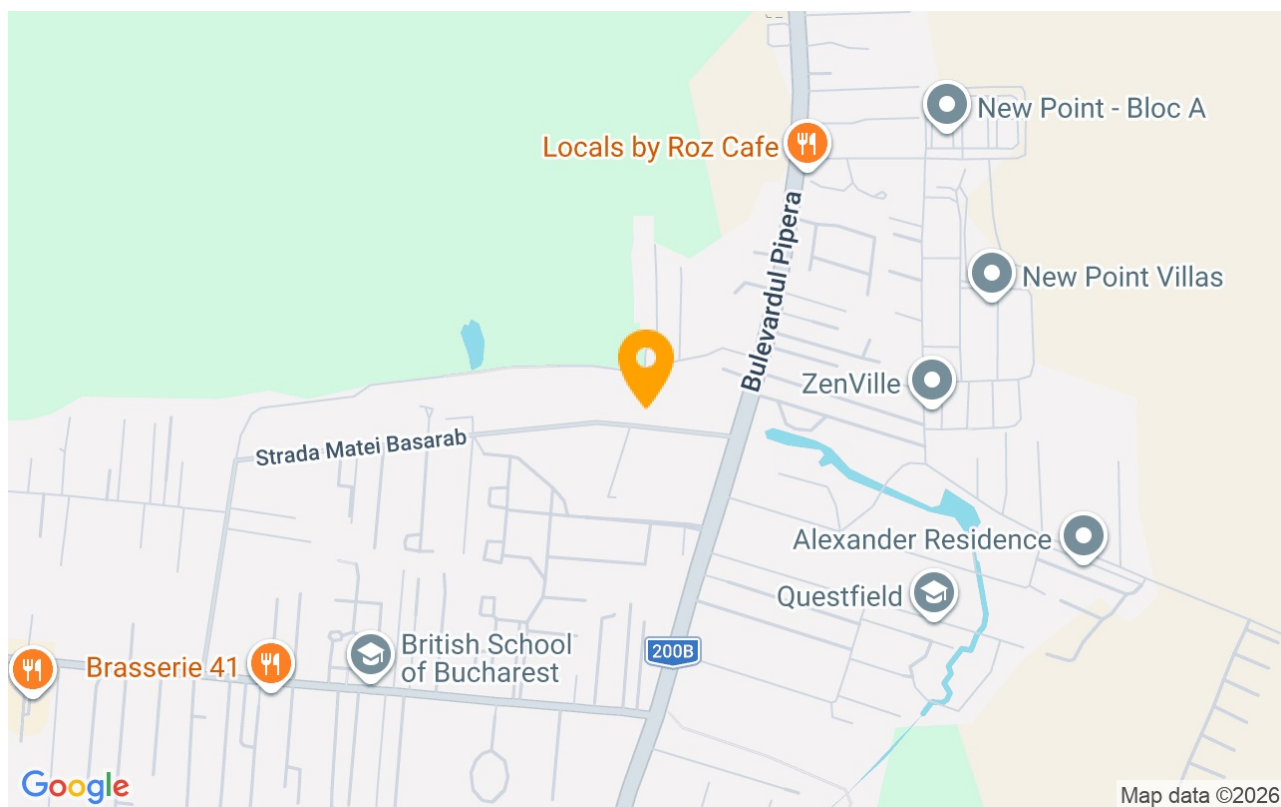 New Point - Bloc A
Locals by Roz Cafe
Bulevardul Pipera
New Point Villas
ZenVille
Strada Matei Basarab
Alexander Residence
Questfield
British School
of Bucharest
200B
Brasserie 41
Google
Map data ©2026